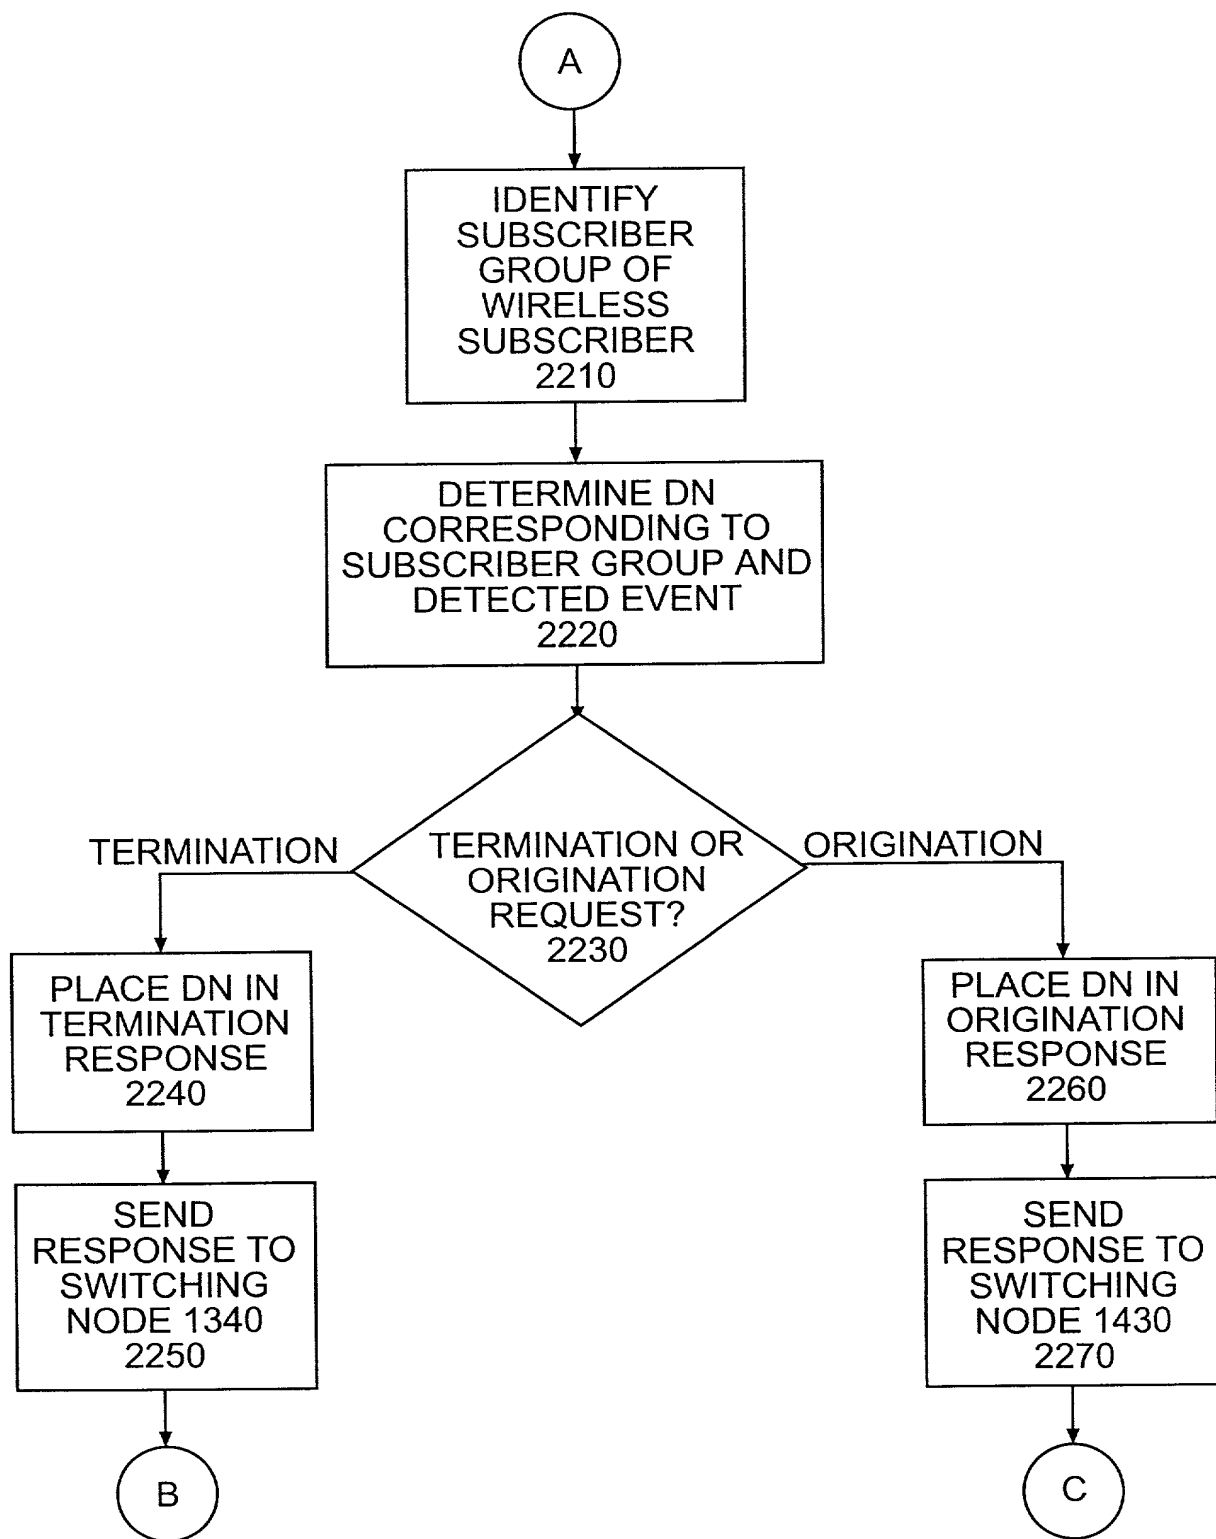 A
IDENTIFY
SUBSCRIBER
GROUP OF
WIRELESS
SUBSCRIBER
2210
DETERMINE DN
CORRESPONDING TO
SUBSCRIBER GROUP AND
DETECTED EVENT
2220
TERMINATION OR
ORIGINATION
REQUEST?
2230
TERMINATION
ORIGINATION
PLACE DN IN
TERMINATION
RESPONSE
2240
SEND
RESPONSE TO
SWITCHING
NODE 1340
2250
B
PLACE DN IN
ORIGINATION
RESPONSE
2260
SEND
RESPONSE TO
SWITCHING
NODE 1430
2270
C